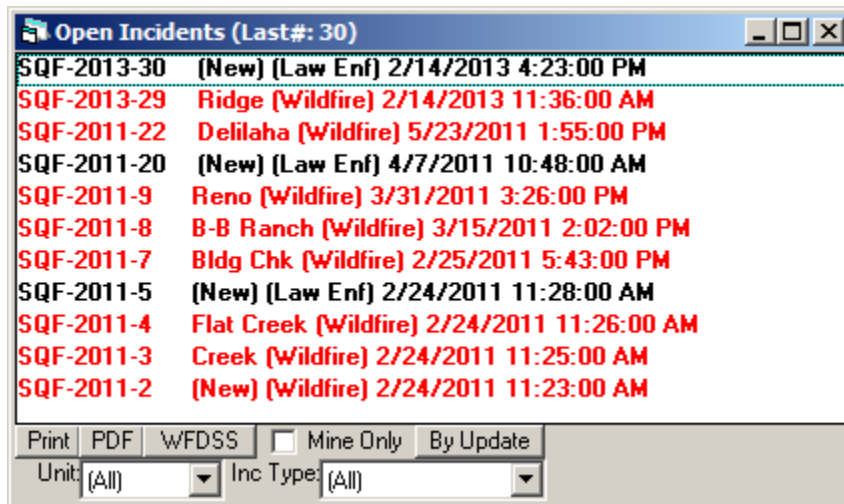 Open Incidents (Last#: 30)
SQF-2013-30 (New) (Law Enf) 2/14/2013 4:23:00 PM
SQF-2013-29 Ridge (Wildfire) 2/14/2013 11:36:00 AM
SQF-2011-22 Delilaha (Wildfire) 5/23/2011 1:55:00 PM
SQF-2011-20 (New) (Law Enf) 4/7/2011 10:48:00 AM
SQF-2011-9 Reno (Wildfire) 3/31/2011 3:26:00 PM
SQF-2011-8 B-B Ranch (Wildfire) 3/15/2011 2:02:00 PM
SQF-2011-7 Bldg Chk (Wildfire) 2/25/2011 5:43:00 PM
SQF-2011-5 (New) (Law Enf) 2/24/2011 11:28:00 AM
SQF-2011-4 Flat Creek (Wildfire) 2/24/2011 11:26:00 AM
SQF-2011-3 Creek (Wildfire) 2/24/2011 11:25:00 AM
SQF-2011-2 (New) (Wildfire) 2/24/2011 11:23:00 AM
Print PDF WFDSS Mine Only By Update
Unit: (All) Inc Type: (All)